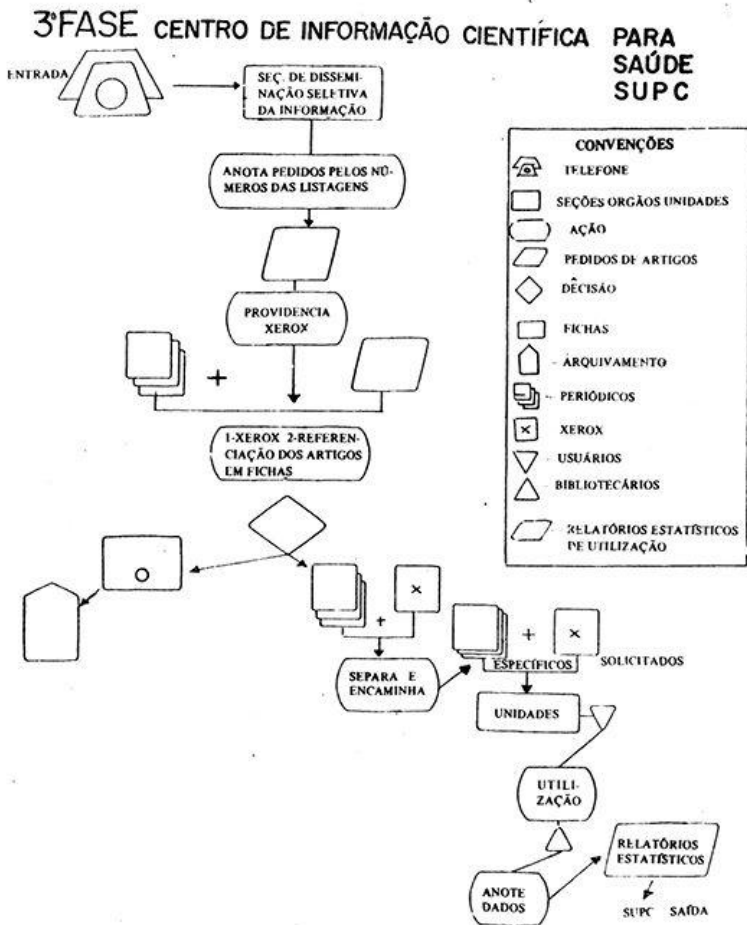 3ªFASE CENTRO DE INFORMAÇÃO CIENTÍFICA PARA
SAÚDE
SUPC
ENTRADA
SEÇ. DE DISSEMI-
NAÇÃO SELETIVA
DA INFORMAÇÃO
ANOTA PEDIDOS PELOS NÚ-
MEROS DAS LISTAGENS
PROVIDENCIA
XEROX
+
1-XEROX 2-REFEREN-
CIAÇÃO DOS ARTIGOS
EM FICHAS
+
x
SEPARA E
ENCAMINHA
+
x
ESPECÍFICOS
SOLICITADOS
UNIDADES
UTILI-
ZAÇÃO
ANOTE
DADOS
RELATÓRIOS
ESTATÍSTICOS
SUPC SAÍDA
CONVENÇÕES
TELEFONE
SEÇÕES ORGÃOS UNIDADES
AÇÃO
PEDIDOS DE ARTIGOS
DÊCISÃO
FICHAS
- ARQUIVAMENTO
- PERIÓDICOS
x
XEROX
- USUÁRIOS
- BIBLIOTECÁRIOS
- RELATÓRIOS ESTATÍSTICOS
DE UTILIZAÇÃO